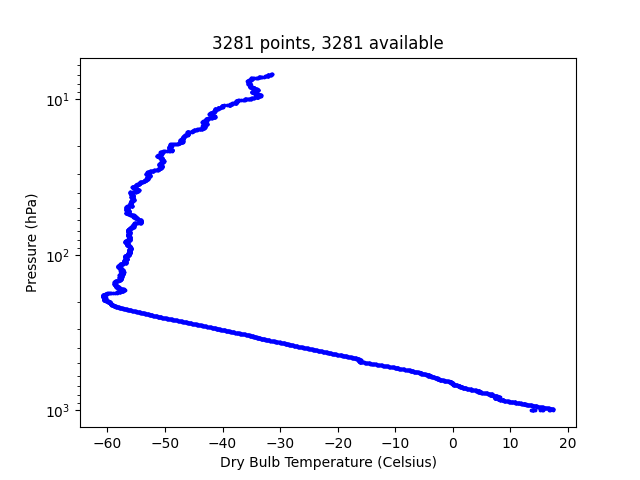 3281 points, 3281 available
Pressure (hPa)
10¹
10²
10³
−60 −50 −40 −30 −20 −10 0 10 20
Dry Bulb Temperature (Celsius)